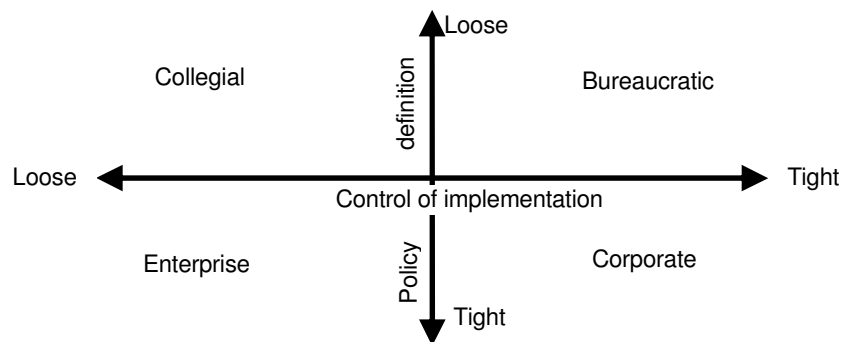 Loose
Collegial
Bureaucratic
Policy definition
Loose
Tight
Control of implementation
Enterprise
Corporate
Tight